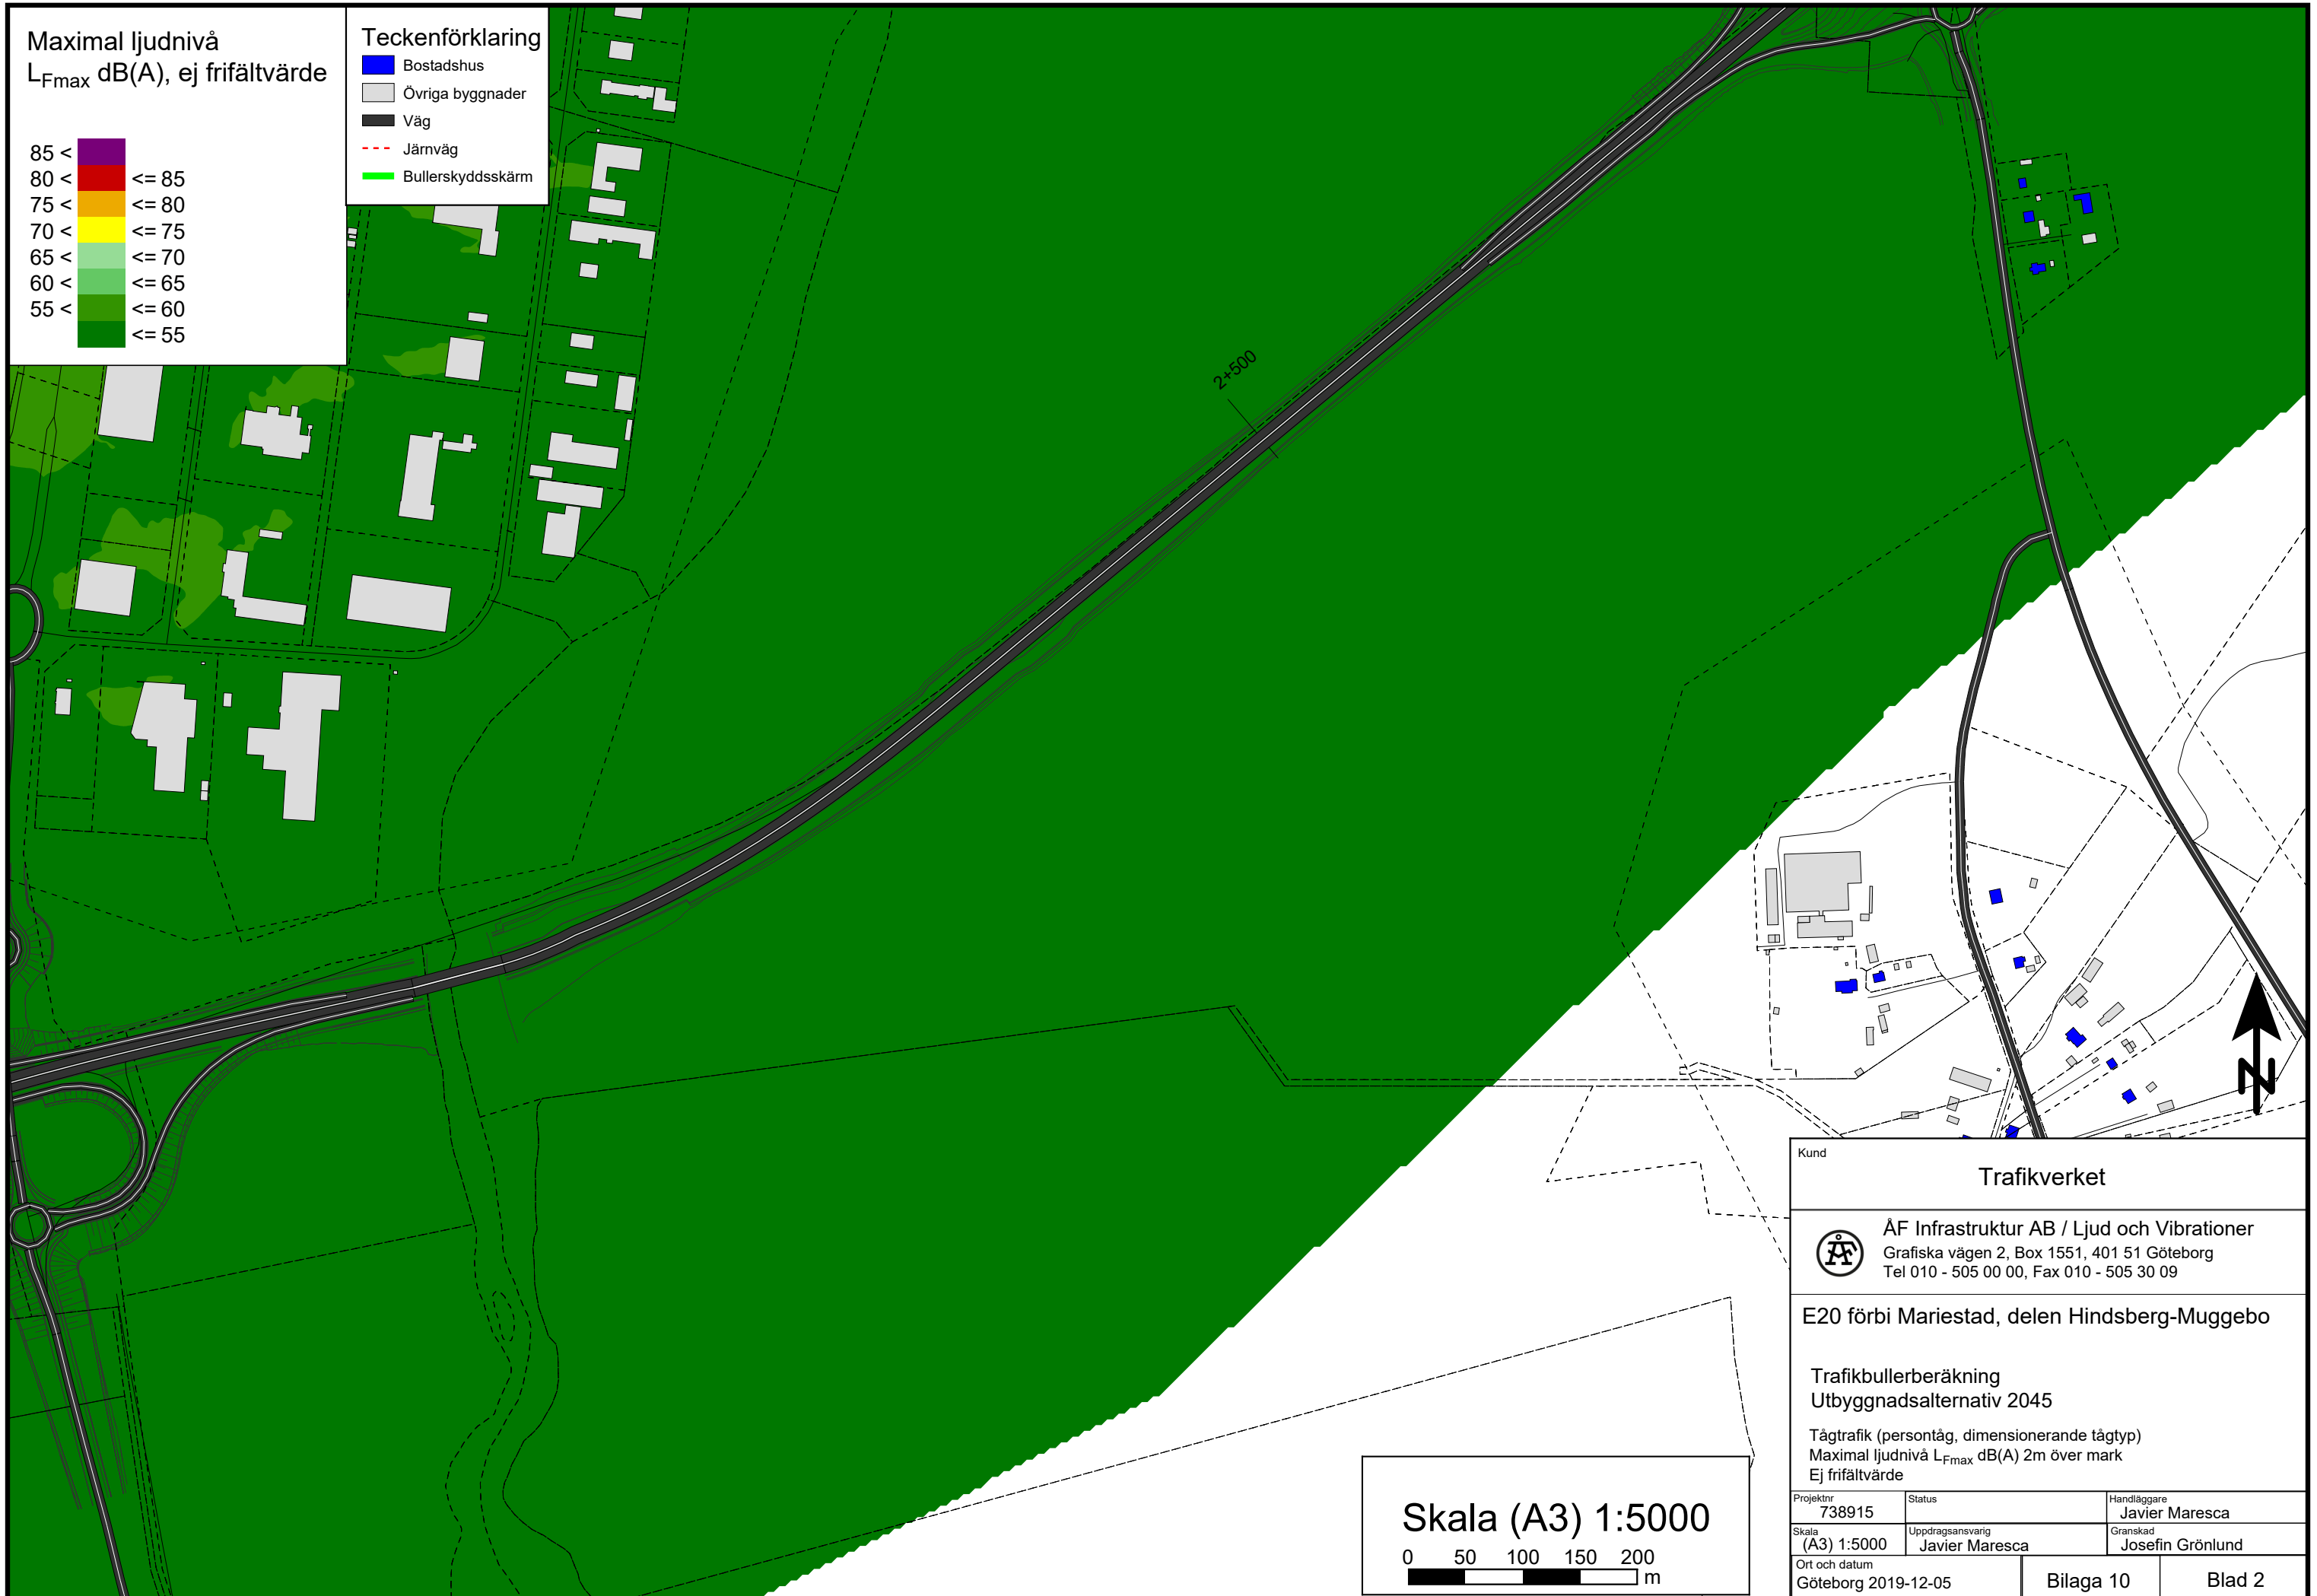 Maximal ljudnivå
LFmax dB(A), ej frifältvärde
85 <
80 < <= 85
75 < <= 80
70 < <= 75
65 < <= 70
60 < <= 65
55 < <= 60
<= 55
Teckenförklaring
Bostadshus
Övriga byggnader
Väg
Järnväg
Bullerskyddsskärm
2+500
N
Skala (A3) 1:5000
0 50 100 150 200
m
Kund
Trafikverket
ÅF
ÅF Infrastruktur AB / Ljud och Vibrationer
Grafiska vägen 2, Box 1551, 401 51 Göteborg
Tel 010 - 505 00 00, Fax 010 - 505 30 09
E20 förbi Mariestad, delen Hindsberg-Muggebo
Trafikbullerberäkning
Utbyggnadsalternativ 2045
Tågtrafik (persontåg, dimensionerande tågtyp)
Maximal ljudnivå LFmax dB(A) 2m över mark
Ej frifältvärde
Projektnr
738915
Status
Handläggare
Javier Maresca
Skala
(A3) 1:5000
Uppdragsansvarig
Javier Maresca
Granskad
Josefin Grönlund
Ort och datum
Göteborg 2019-12-05
Bilaga 10
Blad 2